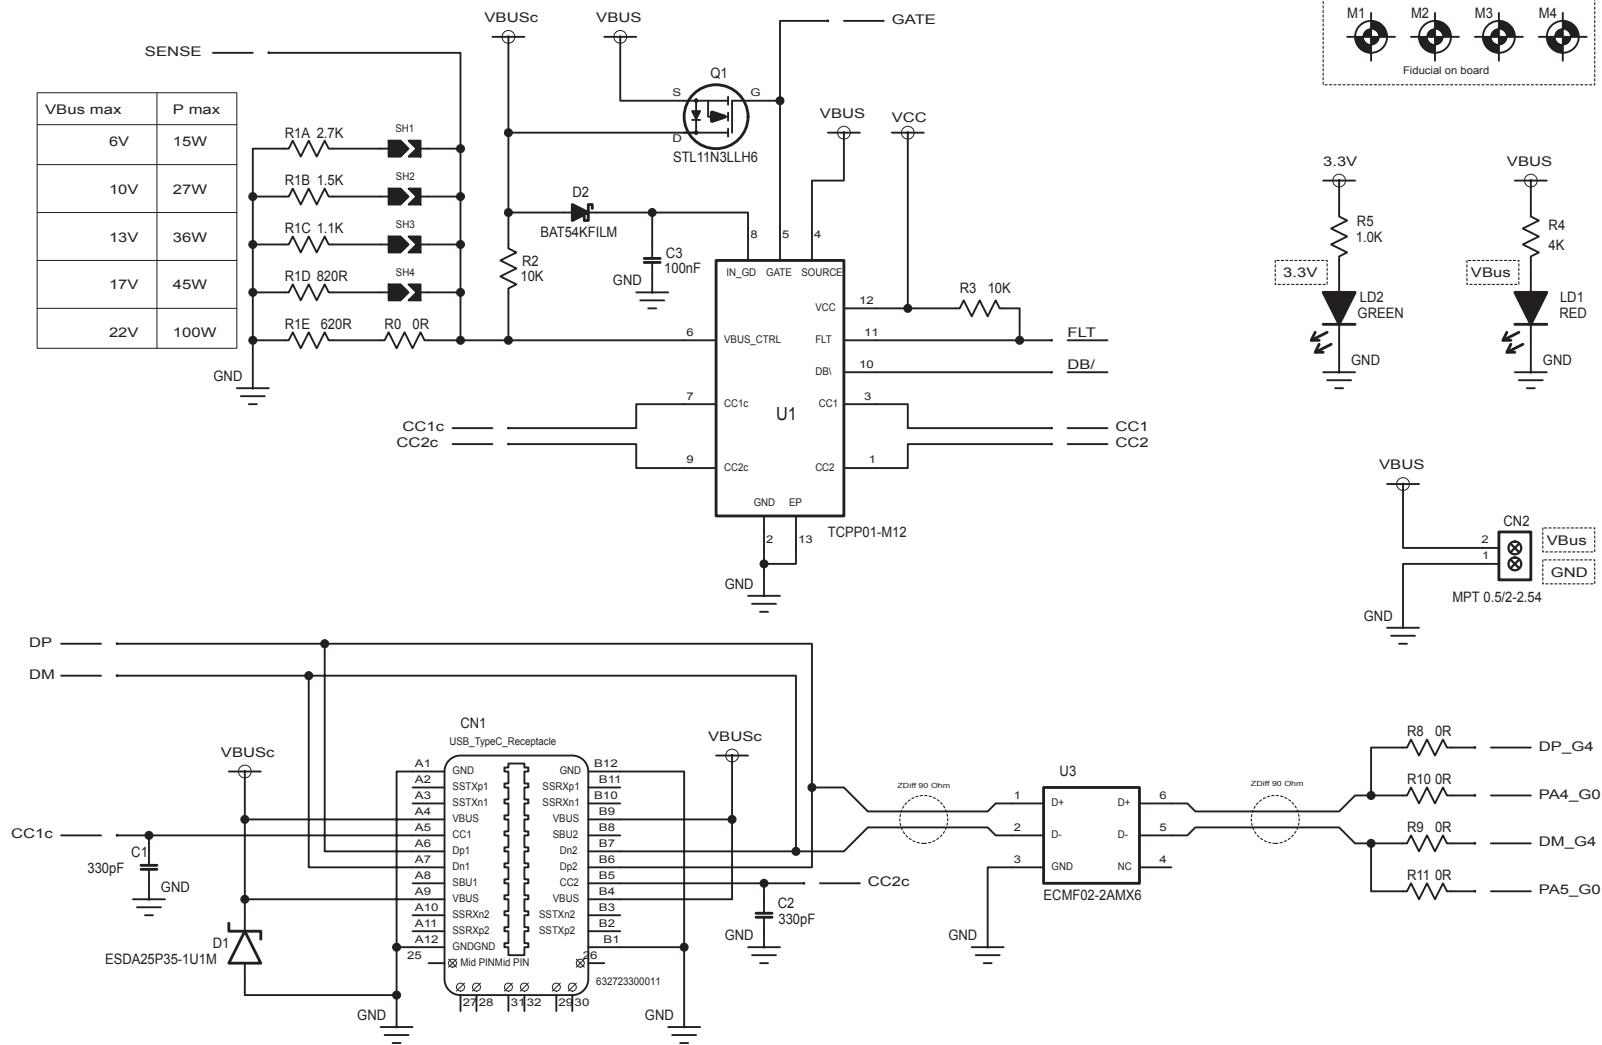 VBUSc
VBUS
GATE
SENSE
M1
M2
M3
M4
Fiducial on board
VBus max
P max
6V
15W
10V
27W
13V
36W
17V
45W
22V
100W
R1A 2.7K
SH1
R1B 1.5K
SH2
R1C 1.1K
SH3
R1D 820R
SH4
R1E 620R
R0 0R
GND
Q1
S
G
D
STL11N3LLH6
VBUS
VCC
D2
BAT54KFILM
R2
10K
C3
100nF
GND
8
5
4
IN_GD
GATE
SOURCE
VCC
12
R3 10K
6
VBUS_CTRL
FLT
11
FLT
DB\
10
DB/
7
CC1c
U1
CC1
3
CC1c
CC2c
CC1
CC2
9
CC2c
CC2
1
GND
EP
2
13
TCPP01-M12
GND
3.3V
R5
1.0K
3.3V
LD2
GREEN
GND
VBUS
R4
4K
VBus
LD1
RED
GND
VBUS
CN2
2
1
VBus
GND
MPT 0.5/2-2.54
GND
DP
DM
CN1
USB_TypeC_Receptacle
VBUSc
VBUSc
A1
GND
GND
B12
A2
SSTXp1
SSRXp1
B11
A3
SSTXn1
SSRXn1
B10
A4
VBUS
VBUS
B9
A5
CC1
SBU2
B8
A6
Dp1
Dn2
B7
A7
Dn1
Dp2
B6
A8
SBU1
CC2
B5
A9
VBUS
VBUS
B4
A10
SSRXn2
SSTXn2
B3
A11
SSRXp2
SSTXp2
B2
A12
GNDGND
B1
25
Mid PINMid PIN
26
632723300011
27
28
31
32
29
30
CC1c
C1
330pF
GND
D1
ESDA25P35-1U1M
GND
GND
CC2c
C2
330pF
GND
ZDiff 90 Ohm
U3
1
D+
D+
6
2
D-
D-
5
3
GND
NC
4
ECMF02-2AMX6
GND
ZDiff 90 Ohm
R8 0R
DP_G4
R10 0R
PA4_G0
R9 0R
DM_G4
R11 0R
PA5_G0